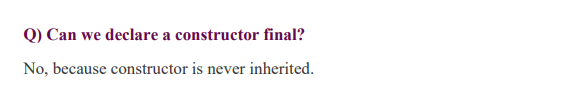 Q) Can we declare a constructor final?
No, because constructor is never inherited.